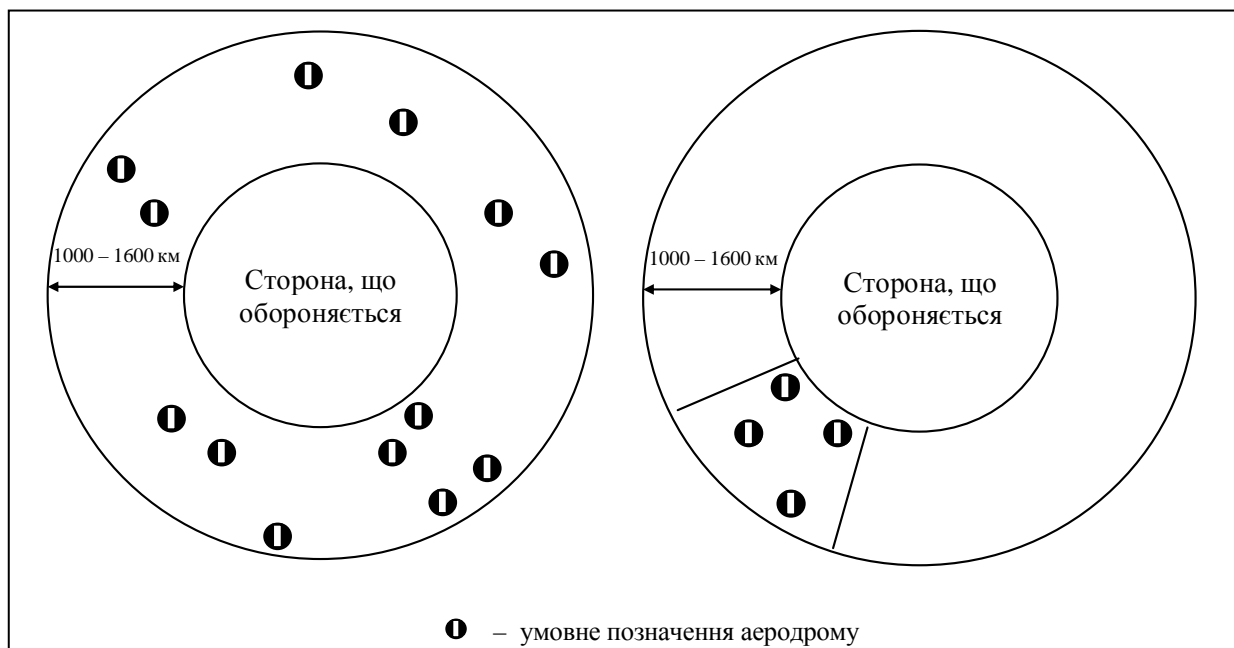 1000 – 1600 км
Сторона, що
обороняється
1000 – 1600 км
Сторона, що
обороняється
– умовне позначення аеродрому